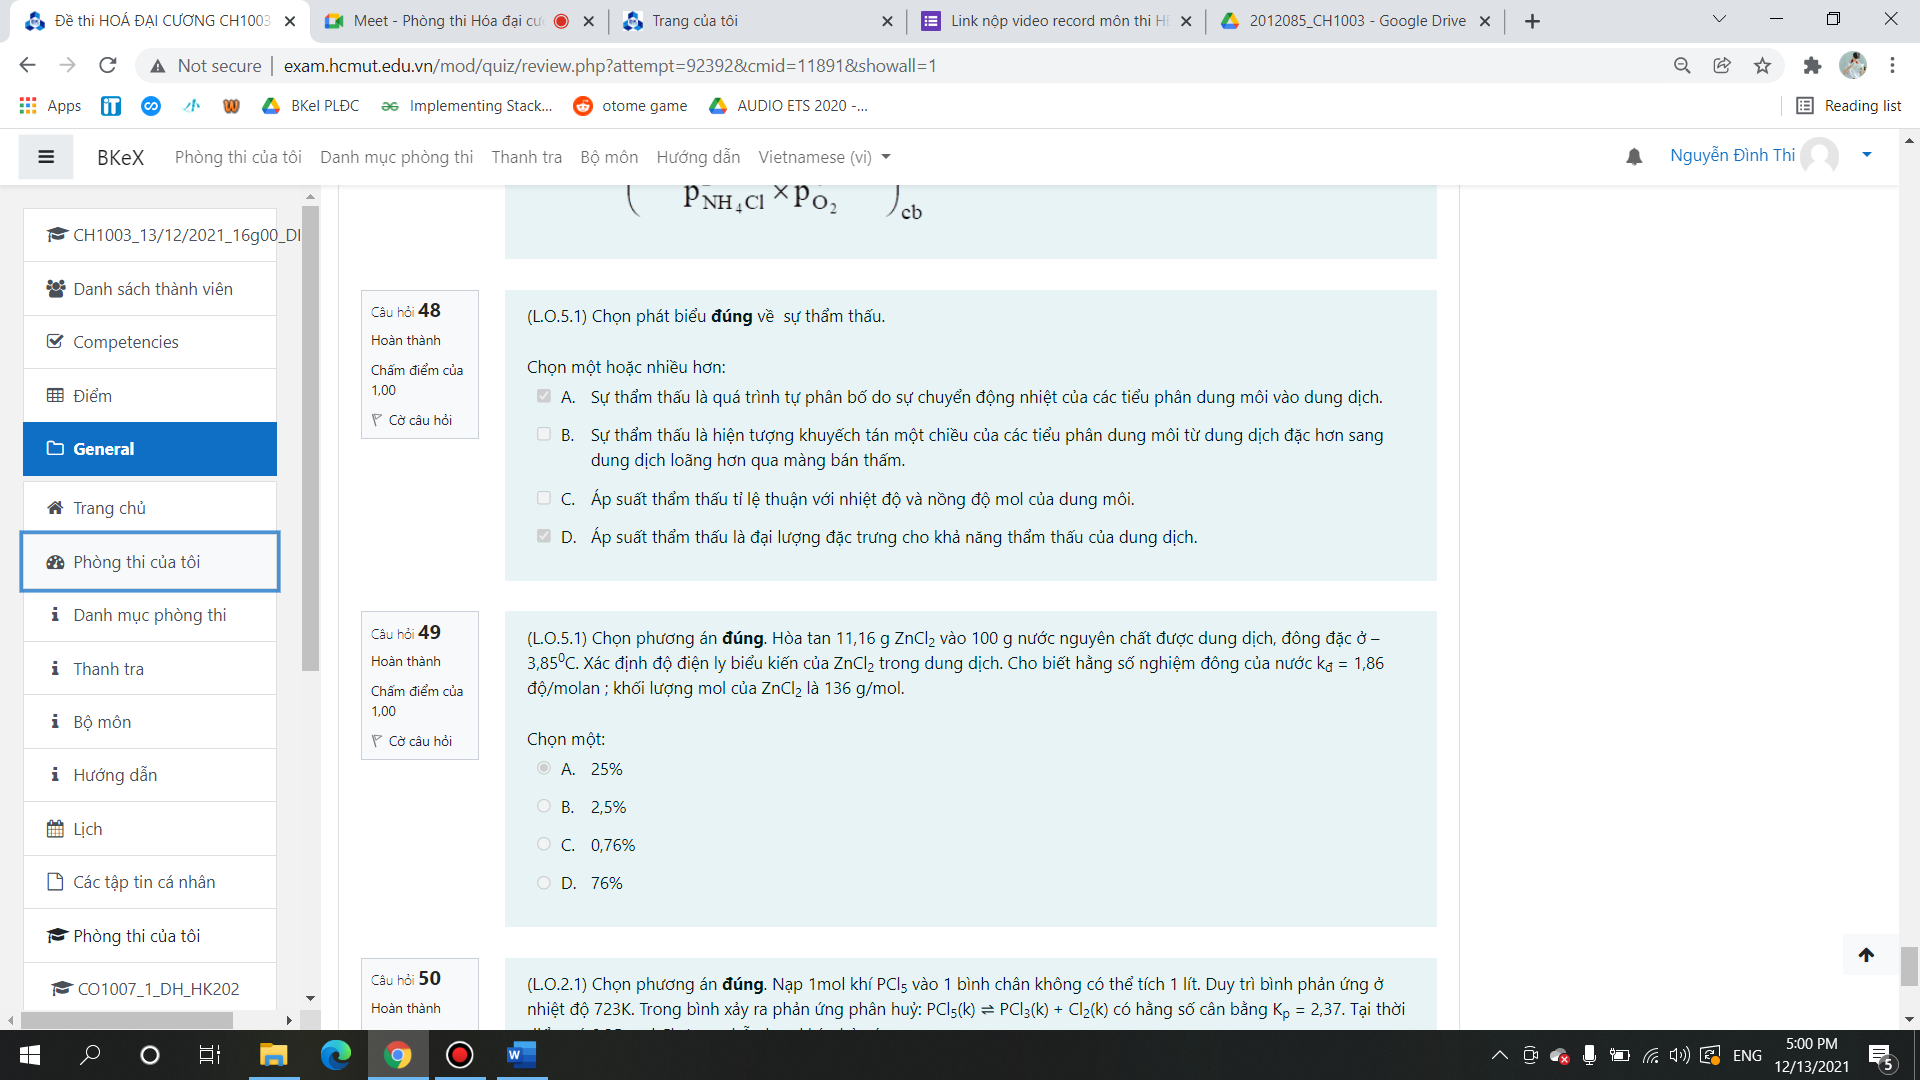 Đề thi HOÁ ĐẠI CƯƠNG CH1003
Meet - Phòng thi Hóa đại cư
Trang của tôi
Link nộp video record môn thi H
2012085_CH1003 - Google Drive
Not secure
exam.hcmut.edu.vn/mod/quiz/review.php?attempt=92392&cmid=11891&showall=1
Apps
BKel PLĐC
Implementing Stack...
otome game
AUDIO ETS 2020 -...
Reading list
BKeX
Phòng thi của tôi
Danh mục phòng thi
Thanh tra
Bộ môn
Hướng dẫn
Vietnamese (vi)
Nguyễn Đình Thi
CH1003_13/12/2021_16g00_DI
Danh sách thành viên
Competencies
Điểm
General
Trang chủ
Phòng thi của tôi
Danh mục phòng thi
Thanh tra
Bộ môn
Hướng dẫn
Lịch
Các tập tin cá nhân
Phòng thi của tôi
CO1007_1_DH_HK202
( pNH₄Cl × pO₂ )cb
Câu hỏi 48
Hoàn thành
Chấm điểm của
1,00
Cờ câu hỏi
(L.O.5.1) Chọn phát biểu đúng về sự thẩm thấu.
Chọn một hoặc nhiều hơn:
A. Sự thẩm thấu là quá trình tự phân bố do sự chuyển động nhiệt của các tiểu phân dung môi vào dung dịch.
B. Sự thẩm thấu là hiện tượng khuyếch tán một chiều của các tiểu phân dung môi từ dung dịch đặc hơn sang
dung dịch loãng hơn qua màng bán thấm.
C. Áp suất thẩm thấu tỉ lệ thuận với nhiệt độ và nồng độ mol của dung môi.
D. Áp suất thẩm thấu là đại lượng đặc trưng cho khả năng thẩm thấu của dung dịch.
Câu hỏi 49
Hoàn thành
Chấm điểm của
1,00
Cờ câu hỏi
(L.O.5.1) Chọn phương án đúng. Hòa tan 11,16 g ZnCl₂ vào 100 g nước nguyên chất được dung dịch, đông đặc ở –
3,85⁰C. Xác định độ điện ly biểu kiến của ZnCl₂ trong dung dịch. Cho biết hằng số nghiệm đông của nước kđ = 1,86
độ/molan ; khối lượng mol của ZnCl₂ là 136 g/mol.
Chọn một:
A. 25%
B. 2,5%
C. 0,76%
D. 76%
Câu hỏi 50
Hoàn thành
(L.O.2.1) Chọn phương án đúng. Nạp 1mol khí PCl₅ vào 1 bình chân không có thể tích 1 lít. Duy trì bình phản ứng ở
nhiệt độ 723K. Trong bình xảy ra phản ứng phân huỷ: PCl₅(k) ⇌ PCl₃(k) + Cl₂(k) có hằng số cân bằng Kp = 2,37. Tại thời
ENG
5:00 PM
12/13/2021
5